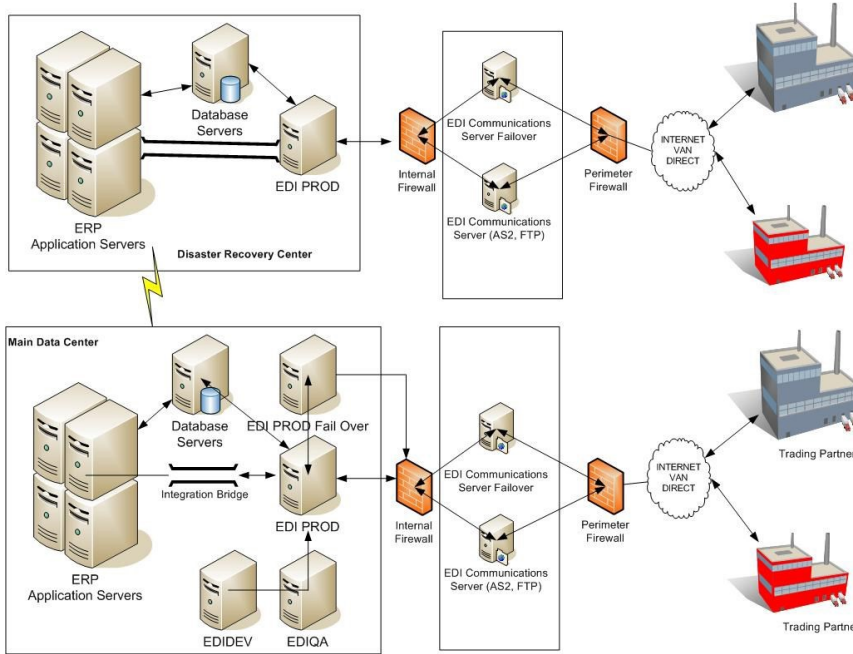 Database
Servers
EDI PROD
ERP
Application Servers
Disaster Recovery Center
Internal
Firewall
EDI Communications
Server Failover
EDI Communications
Server (AS2, FTP)
Perimeter
Firewall
INTERNET
VAN
DIRECT
Main Data Center
Database
Servers
EDI PROD Fail Over
Integration Bridge
EDI PROD
ERP
Application Servers
EDIDEV
EDIQA
Internal
Firewall
EDI Communications
Server Failover
EDI Communications
Server (AS2, FTP)
Perimeter
Firewall
INTERNET
VAN
DIRECT
Trading Partner
Trading Partner